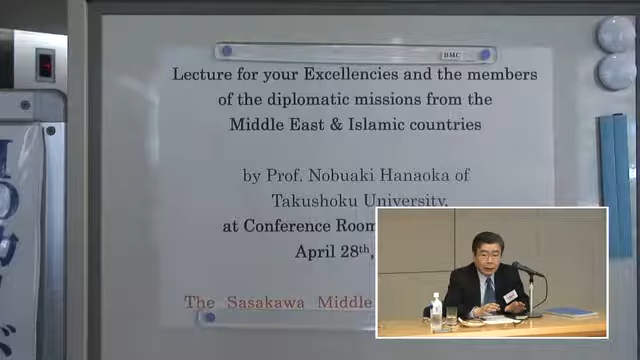 BMC
Lecture for your Excellencies and the members
of the diplomatic missions from the
Middle East & Islamic countries
by Prof. Nobuaki Hanaoka of
Takushoku University,
at Conference Room
April 28th,
The Sasakawa Middle